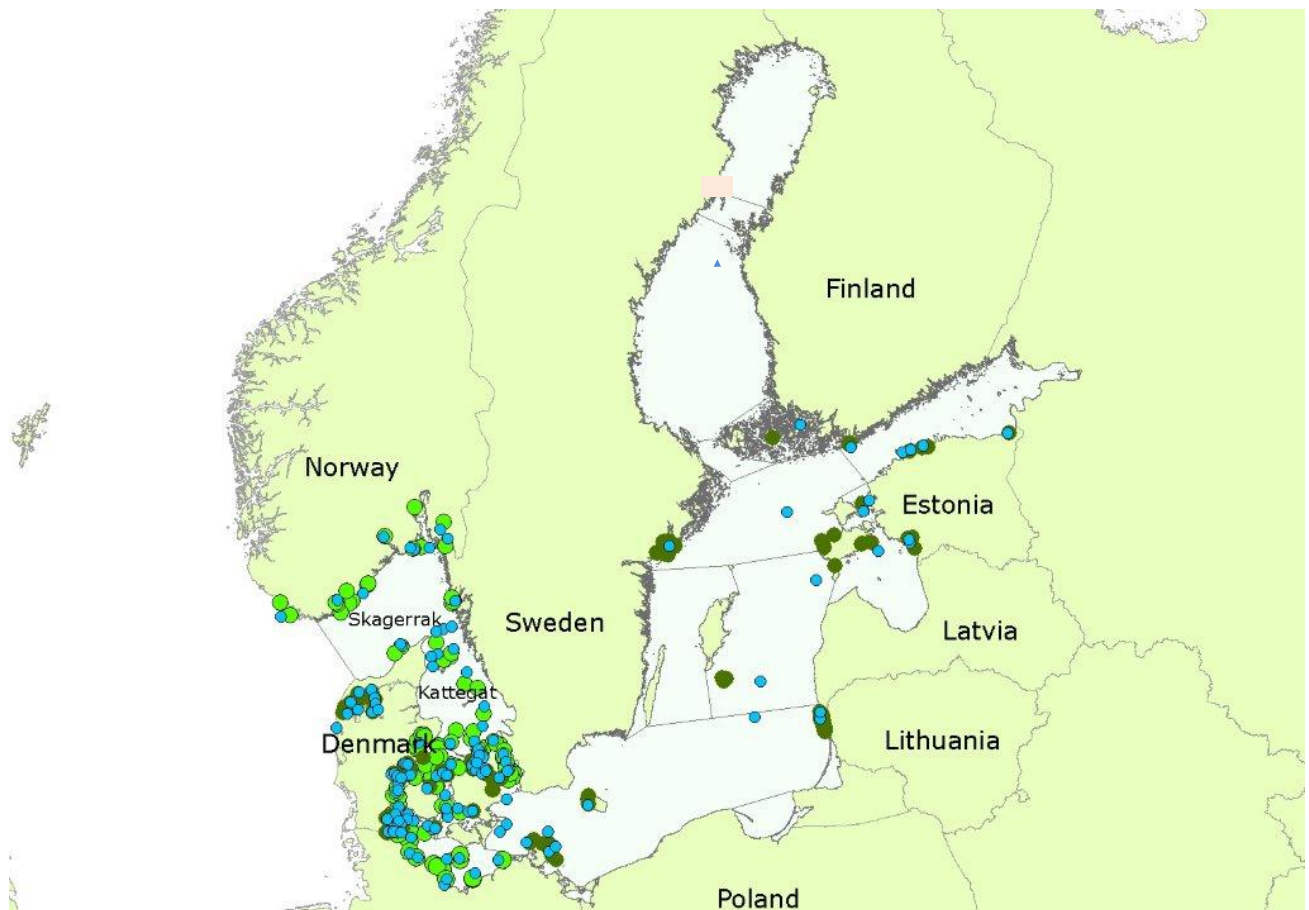 Finland
Norway
Estonia
Skagerrak
Sweden
Latvia
Kattegat
Denmark
Lithuania
Poland